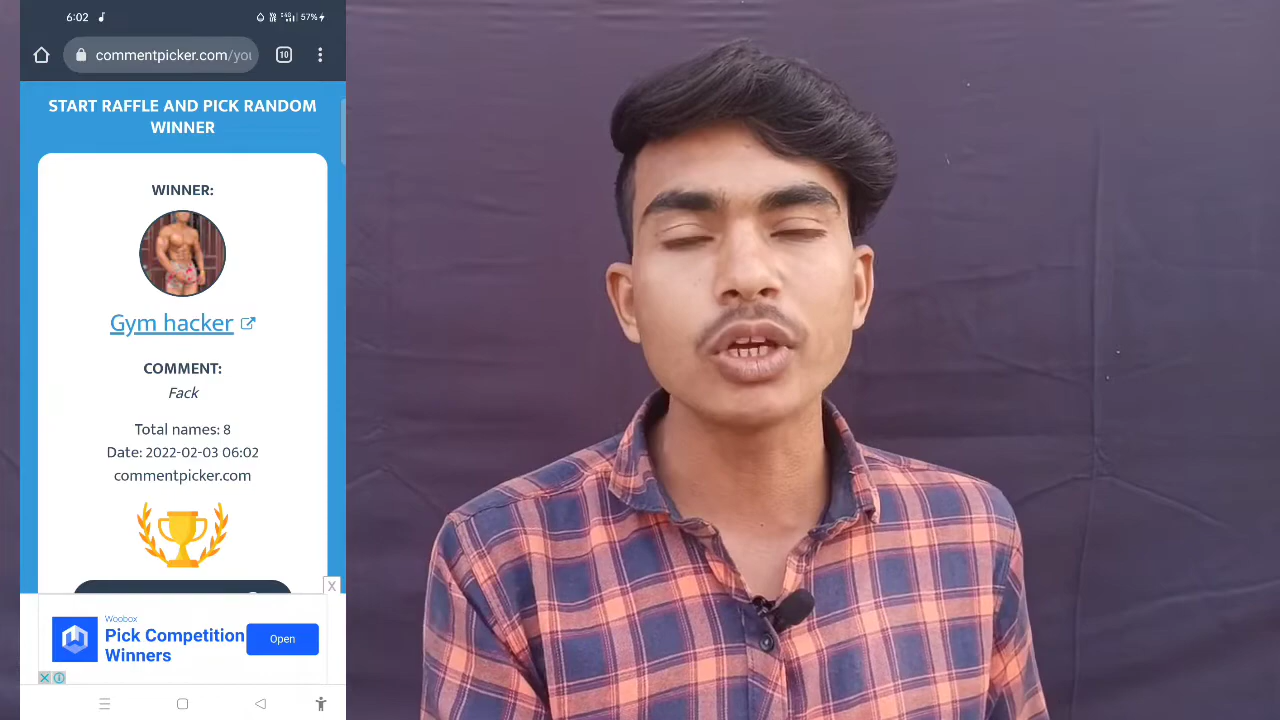 6:02
57%
commentpicker.com/you
10
START RAFFLE AND PICK RANDOM
WINNER
WINNER:
Gym hacker
COMMENT:
Fack
Total names: 8
Date: 2022-02-03 06:02
commentpicker.com
X
Woobox
Pick Competition
Winners
Open